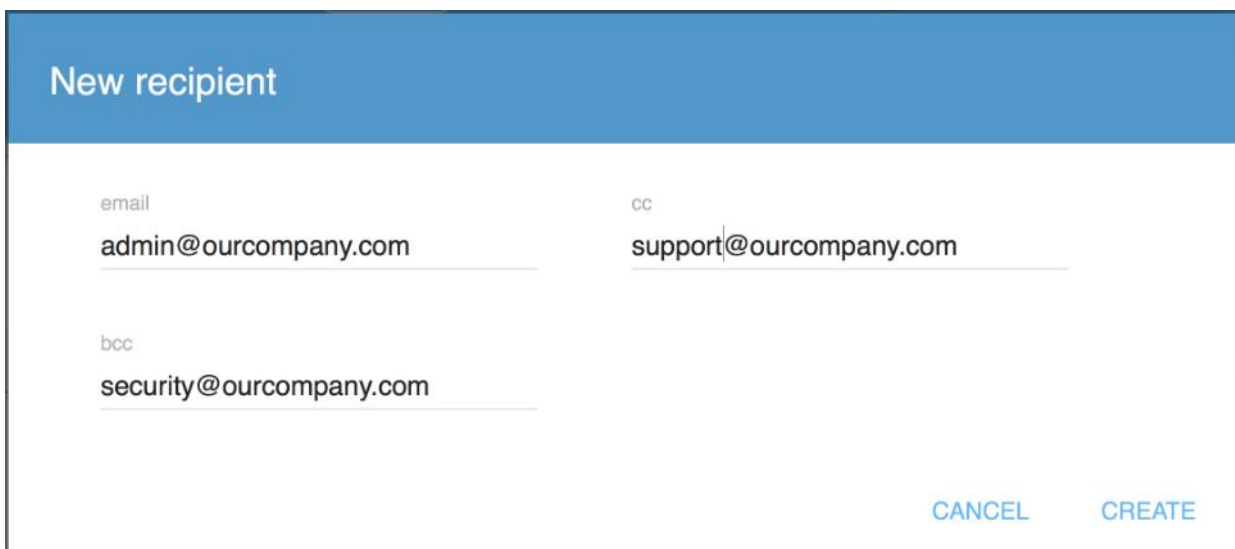 New recipient
email
cc
admin@ourcompany.com
support@ourcompany.com
bcc
security@ourcompany.com
CANCEL
CREATE